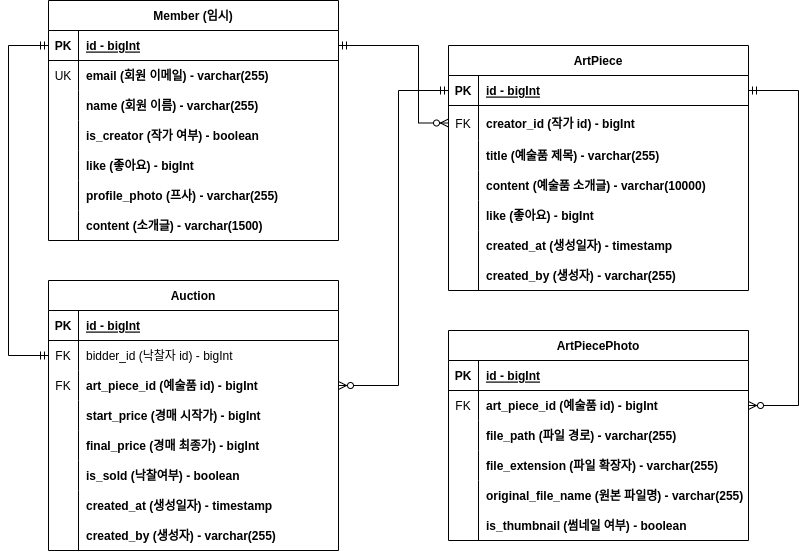 Member (임시)
PK id - bigInt
UK email (회원 이메일) - varchar(255)
name (회원 이름) - varchar(255)
is_creator (작가 여부) - boolean
like (좋아요) - bigInt
profile_photo (프사) - varchar(255)
content (소개글) - varchar(1500)
ArtPiece
PK id - bigInt
FK creator_id (작가 id) - bigInt
title (예술품 제목) - varchar(255)
content (예술품 소개글) - varchar(10000)
like (좋아요) - bigInt
created_at (생성일자) - timestamp
created_by (생성자) - varchar(255)
Auction
PK id - bigInt
FK bidder_id (낙찰자 id) - bigInt
FK art_piece_id (예술품 id) - bigInt
start_price (경매 시작가) - bigInt
final_price (경매 최종가) - bigInt
is_sold (낙찰여부) - boolean
created_at (생성일자) - timestamp
created_by (생성자) - varchar(255)
ArtPiecePhoto
PK id - bigInt
FK art_piece_id (예술품 id) - bigInt
file_path (파일 경로) - varchar(255)
file_extension (파일 확장자) - varchar(255)
original_file_name (원본 파일명) - varchar(255)
is_thumbnail (썸네일 여부) - boolean